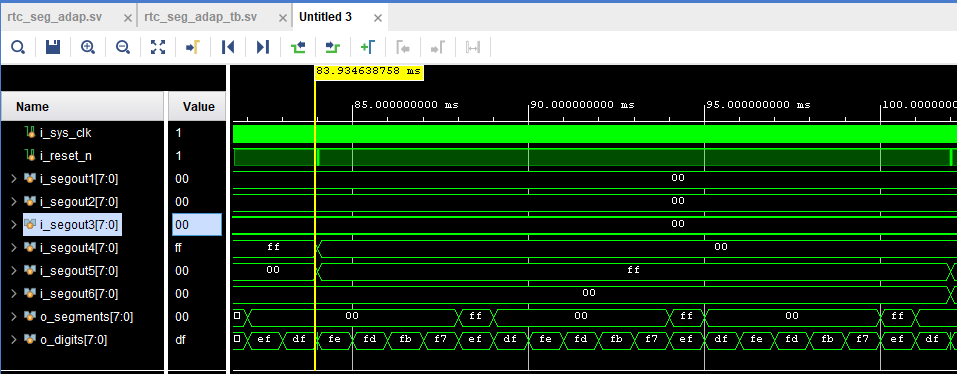 rtc_seg_adap.sv × rtc_seg_adap_tb.sv × Untitled 3 ×
83.934638758 ms
Name Value 85.000000000 ms 90.000000000 ms 95.000000000 ms 100.0000000
i_sys_clk 1
i_reset_n 1
i_segout1[7:0] 00 00
i_segout2[7:0] 00 00
i_segout3[7:0] 00 00
i_segout4[7:0] ff ff 00
i_segout5[7:0] 00 00 ff
i_segout6[7:0] 00 00
o_segments[7:0] 00 00 ff 00 ff 00 ff
o_digits[7:0] df ef df fe fd fb f7 ef df fe fd fb f7 ef df fe fd fb f7 ef df